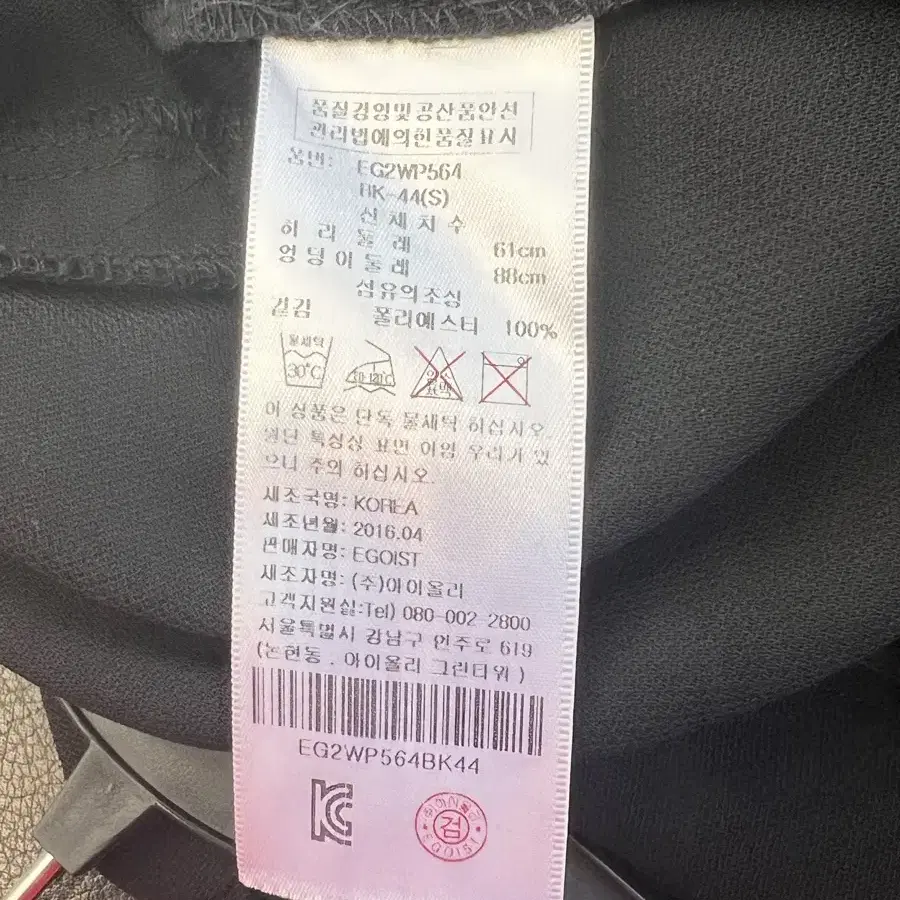 품질경영및공산품안전
관리법에의한품질표시
품번: EG2WP564
BK-44(S)
신 체 치 수
허 리 둘 레 61cm
엉 덩 이 둘 레 88cm
섬유의조성
겉감 폴리에스터 100%
물세탁
30℃
염소
표백
이 상품은 단독 물세탁 하십시오.
원단 특성상 표면 이염 우려가 있
으니 주의 하십시오.
제조국명: KOREA
제조년월: 2016.04
판매자명: EGOIST
제조자명: (주)아이올리
고객지원실:Tel) 080-002-2800
서울특별시 강남구 언주로 619
(논현동 . 아이올리 그린타워 )
EG2WP564BK44
검
EGOIST